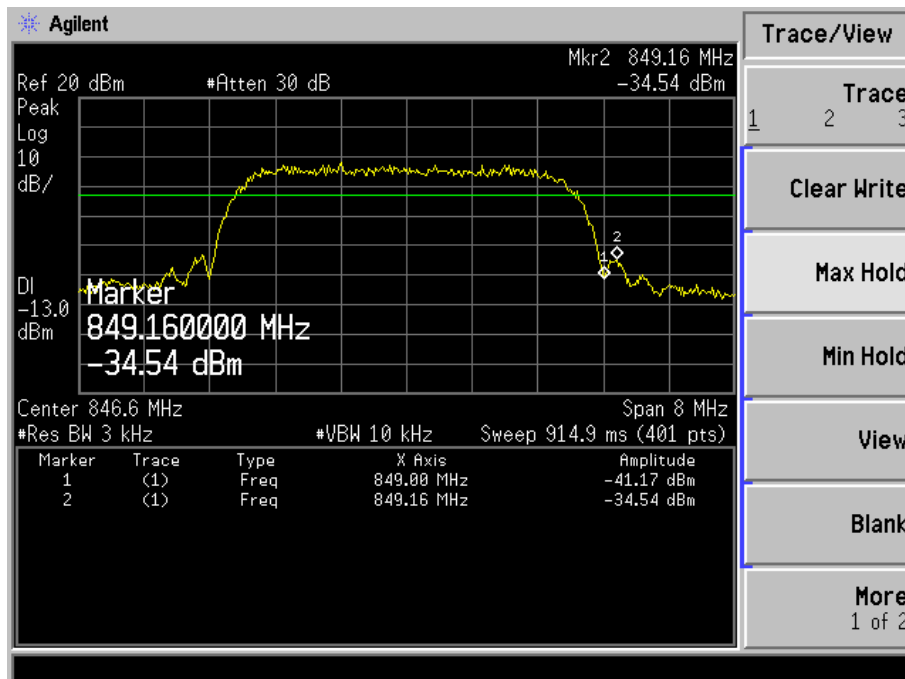 Agilent
Trace/View
Mkr2 849.16 MHz
Ref 20 dBm #Atten 30 dB -34.54 dBm
Peak
Log
10
dB/
DI
-13.0
dBm
2
1
Marker
849.160000 MHz
-34.54 dBm
Center 846.6 MHz Span 8 MHz
#Res BW 3 kHz #VBW 10 kHz Sweep 914.9 ms (401 pts)
Marker Trace Type X Axis Amplitude
1 (1) Freq 849.00 MHz -41.17 dBm
2 (1) Freq 849.16 MHz -34.54 dBm
Trace
1 2 3
Clear Write
Max Hold
Min Hold
View
Blank
More
1 of 2